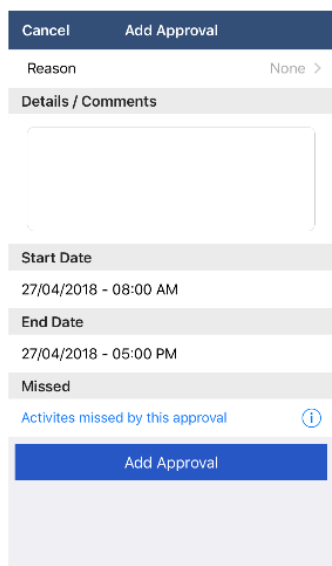 Cancel Add Approval
Reason None >
Details / Comments
Start Date
27/04/2018 - 08:00 AM
End Date
27/04/2018 - 05:00 PM
Missed
Activites missed by this approval
Add Approval